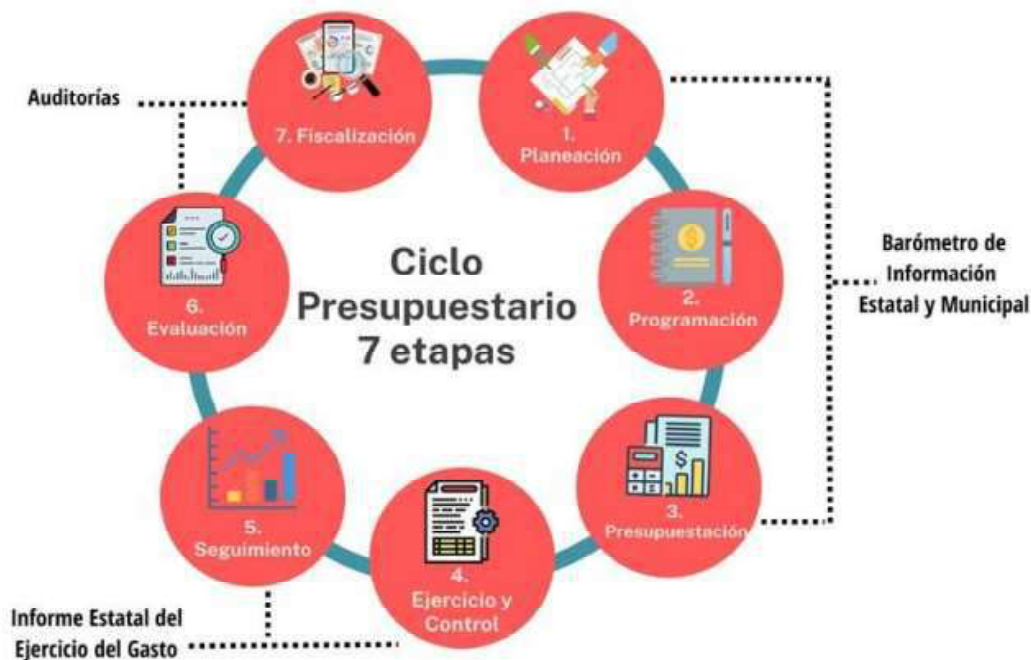 Auditorías
7. Fiscalización
1.
Planeación
2.
Programación
Barómetro de
Información
Estatal y Municipal
3.
Presupuestación
4.
Ejercicio y
Control
5.
Seguimiento
Informe Estatal del
Ejercicio del Gasto
6.
Evaluación
Ciclo
Presupuestario
7 etapas